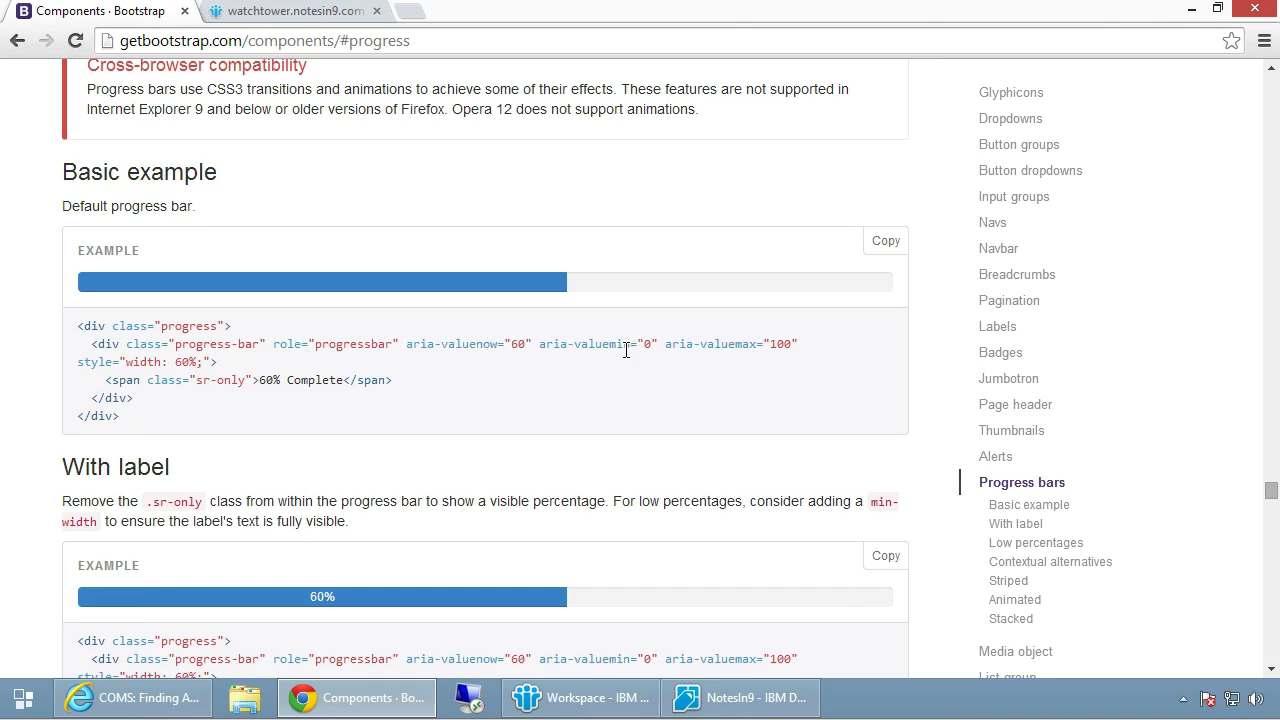 Components · Bootstrap
watchtower.notesin9.com
getbootstrap.com/components/#progress
Cross-browser compatibility
Progress bars use CSS3 transitions and animations to achieve some of their effects. These features are not supported in
Internet Explorer 9 and below or older versions of Firefox. Opera 12 does not support animations.
Basic example
Default progress bar.
EXAMPLE
Copy
<div class="progress">
<div class="progress-bar" role="progressbar" aria-valuenow="60" aria-valuemin="0" aria-valuemax="100"
style="width: 60%;">
<span class="sr-only">60% Complete</span>
</div>
</div>
With label
Remove the .sr-only class from within the progress bar to show a visible percentage. For low percentages, consider adding a min-
width to ensure the label's text is fully visible.
EXAMPLE
Copy
60%
<div class="progress">
<div class="progress-bar" role="progressbar" aria-valuenow="60" aria-valuemin="0" aria-valuemax="100"
style="width: 60%;">
Glyphicons
Dropdowns
Button groups
Button dropdowns
Input groups
Navs
Navbar
Breadcrumbs
Pagination
Labels
Badges
Jumbotron
Page header
Thumbnails
Alerts
Progress bars
Basic example
With label
Low percentages
Contextual alternatives
Striped
Animated
Stacked
Media object
List group
COMS: Finding A...
Components · Bo...
Workspace - IBM ...
NotesIn9 - IBM D...